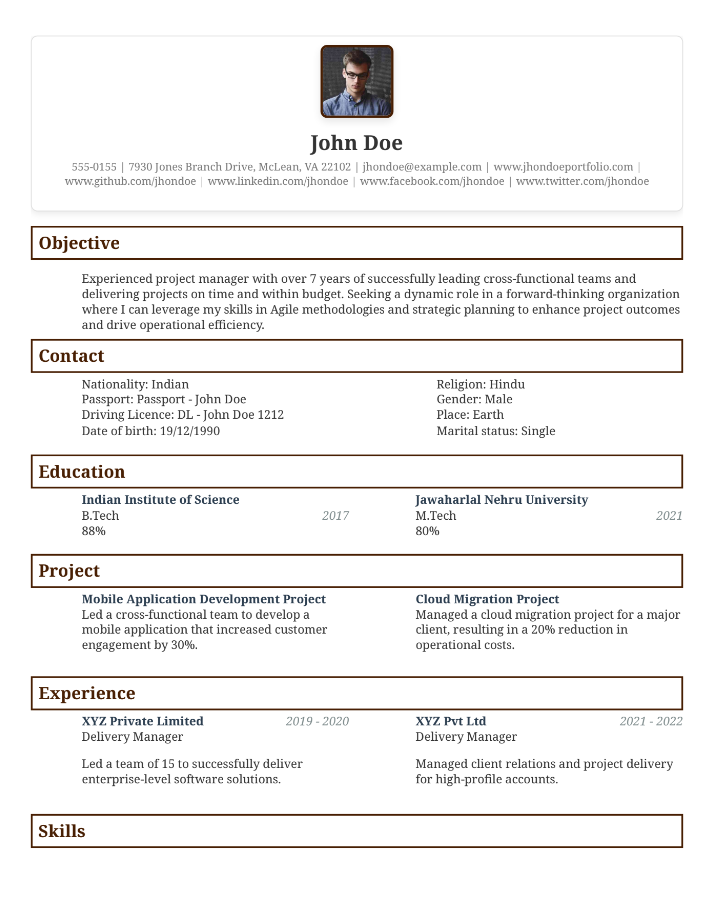 John Doe
555-0155 | 7930 Jones Branch Drive, McLean, VA 22102 | jhondoe@example.com | www.jhondoeportfolio.com |
www.github.com/jhondoe | www.linkedin.com/jhondoe | www.facebook.com/jhondoe | www.twitter.com/jhondoe
Objective
Experienced project manager with over 7 years of successfully leading cross-functional teams and
delivering projects on time and within budget. Seeking a dynamic role in a forward-thinking organization
where I can leverage my skills in Agile methodologies and strategic planning to enhance project outcomes
and drive operational efficiency.
Contact
Nationality: Indian
Passport: Passport - John Doe
Driving Licence: DL - John Doe 1212
Date of birth: 19/12/1990
Religion: Hindu
Gender: Male
Place: Earth
Marital status: Single
Education
Indian Institute of Science
B.Tech 2017
88%
Jawaharlal Nehru University
M.Tech 2021
80%
Project
Mobile Application Development Project
Led a cross-functional team to develop a
mobile application that increased customer
engagement by 30%.
Cloud Migration Project
Managed a cloud migration project for a major
client, resulting in a 20% reduction in
operational costs.
Experience
XYZ Private Limited 2019 - 2020
Delivery Manager
Led a team of 15 to successfully deliver
enterprise-level software solutions.
XYZ Pvt Ltd 2021 - 2022
Delivery Manager
Managed client relations and project delivery
for high-profile accounts.
Skills